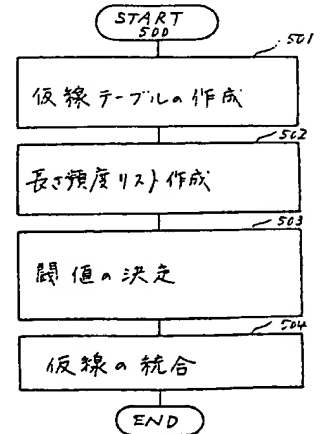 START
500
501
仮線テーブルの作成
502
長さ頻度リスト作成
503
閾値の決定
504
仮線の統合
END